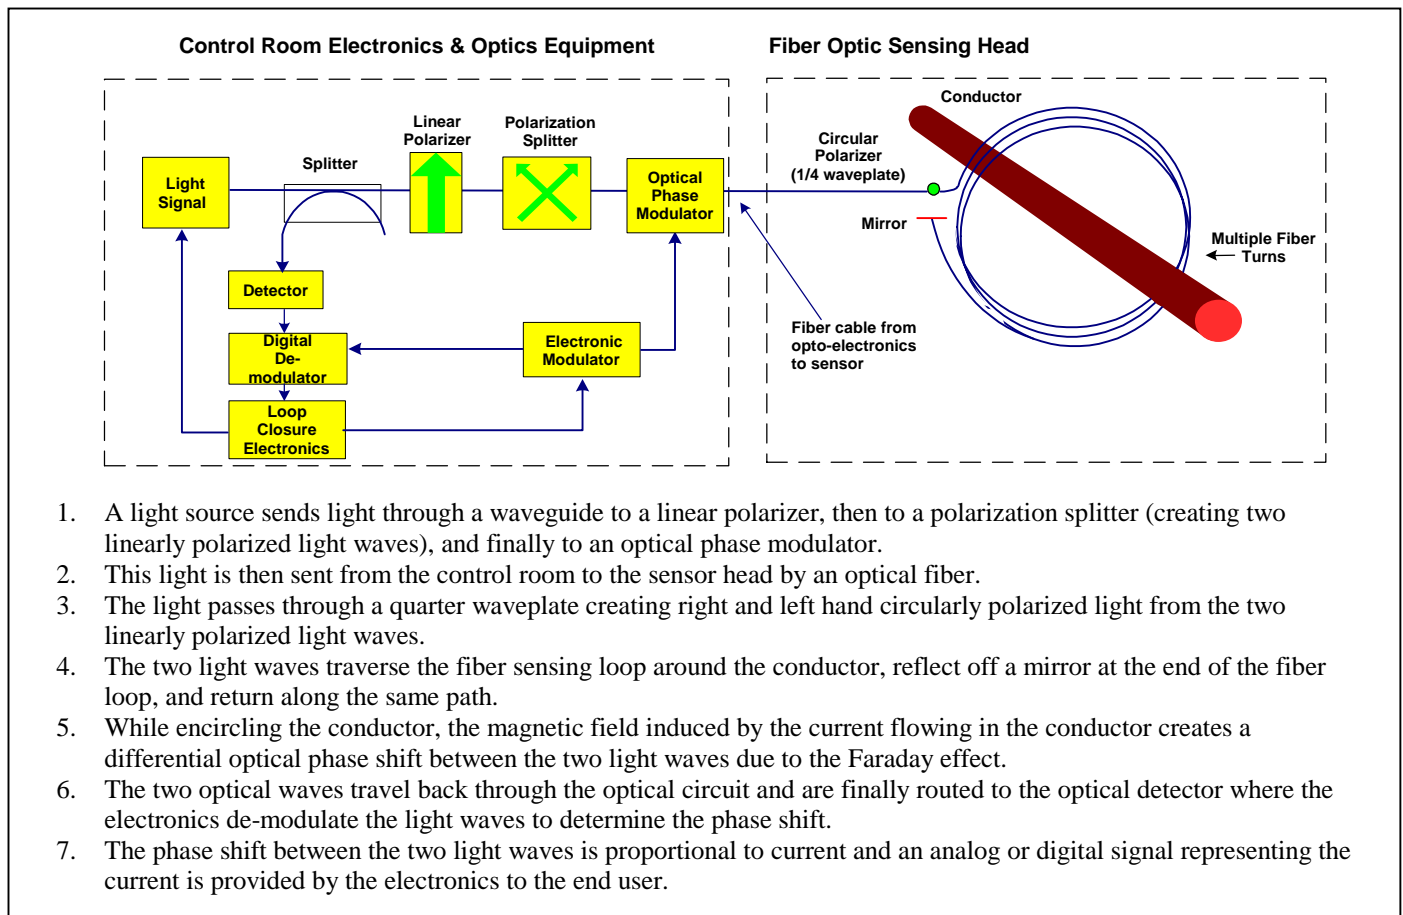 Control Room Electronics & Optics Equipment
Fiber Optic Sensing Head
Light
Signal
Splitter
Linear
Polarizer
Polarization
Splitter
Optical
Phase
Modulator
Detector
Digital
De-
modulator
Loop
Closure
Electronics
Electronic
Modulator
Conductor
Circular
Polarizer
(1/4 waveplate)
Mirror
Multiple Fiber
Turns
Fiber cable from
opto-electronics
to sensor
1. A light source sends light through a waveguide to a linear polarizer, then to a polarization splitter (creating two
linearly polarized light waves), and finally to an optical phase modulator.
2. This light is then sent from the control room to the sensor head by an optical fiber.
3. The light passes through a quarter waveplate creating right and left hand circularly polarized light from the two
linearly polarized light waves.
4. The two light waves traverse the fiber sensing loop around the conductor, reflect off a mirror at the end of the fiber
loop, and return along the same path.
5. While encircling the conductor, the magnetic field induced by the current flowing in the conductor creates a
differential optical phase shift between the two light waves due to the Faraday effect.
6. The two optical waves travel back through the optical circuit and are finally routed to the optical detector where the
electronics de-modulate the light waves to determine the phase shift.
7. The phase shift between the two light waves is proportional to current and an analog or digital signal representing the
current is provided by the electronics to the end user.